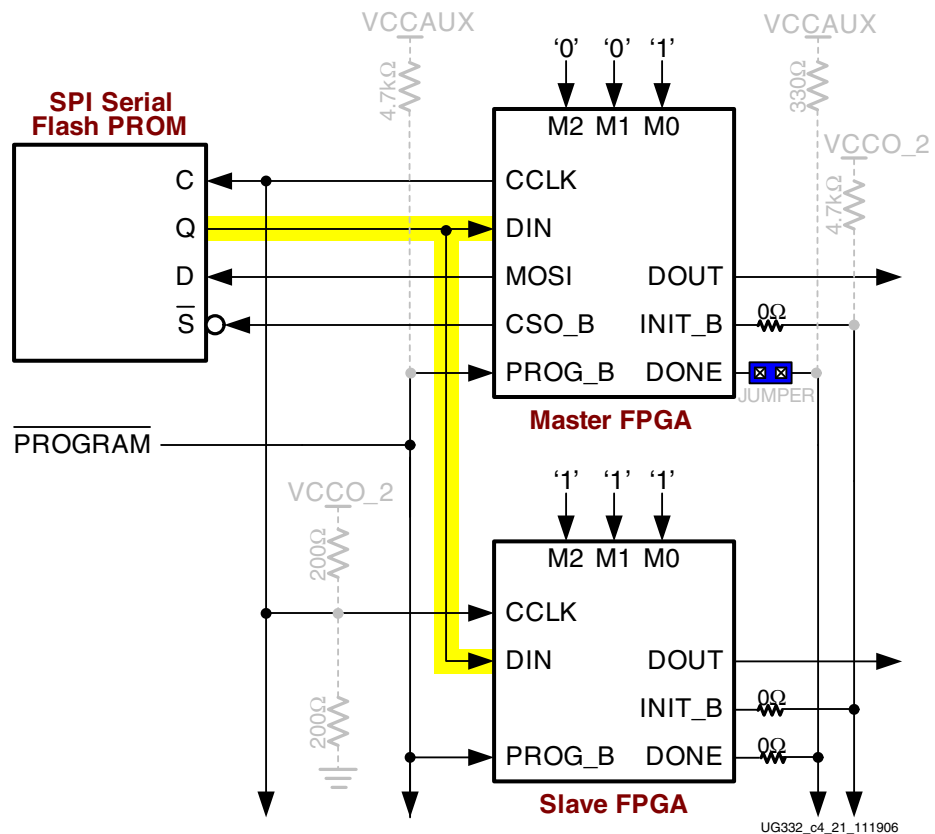 VCCAUX
4.7kΩ
‘0’ ‘0’ ‘1’
VCCAUX
330Ω
SPI Serial
Flash PROM
M2 M1 M0
VCCO_2
4.7kΩ
C
CCLK
Q
DIN
D
MOSI
DOUT
S
CSO_B
INIT_B
0Ω
PROG_B
DONE
JUMPER
Master FPGA
PROGRAM
‘1’ ‘1’ ‘1’
VCCO_2
200Ω
M2 M1 M0
CCLK
DIN
DOUT
200Ω
INIT_B
0Ω
PROG_B
DONE
0Ω
Slave FPGA
UG332_c4_21_111906